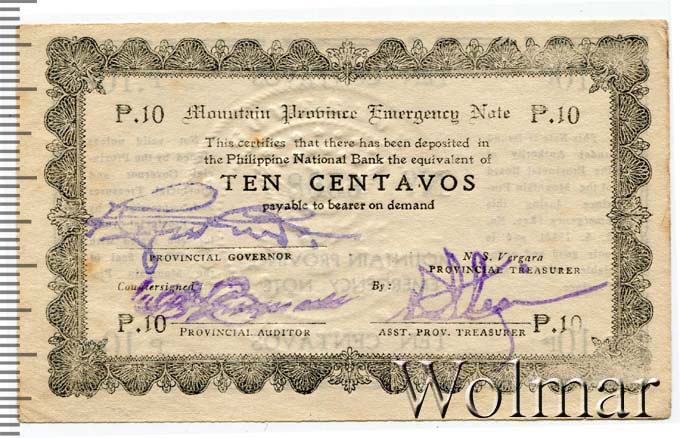 ₱.10 Mountain Province Emergency Note ₱.10
This certifies that there has been deposited in
the Philippine National Bank the equivalent of
TEN CENTAVOS
payable to bearer on demand
PROVINCIAL GOVERNOR
N. S. Vergara
PROVINCIAL TREASURER
Countersigned:
By:
₱.10 ₱.10
PROVINCIAL AUDITOR ASST. PROV. TREASURER
Wolmar